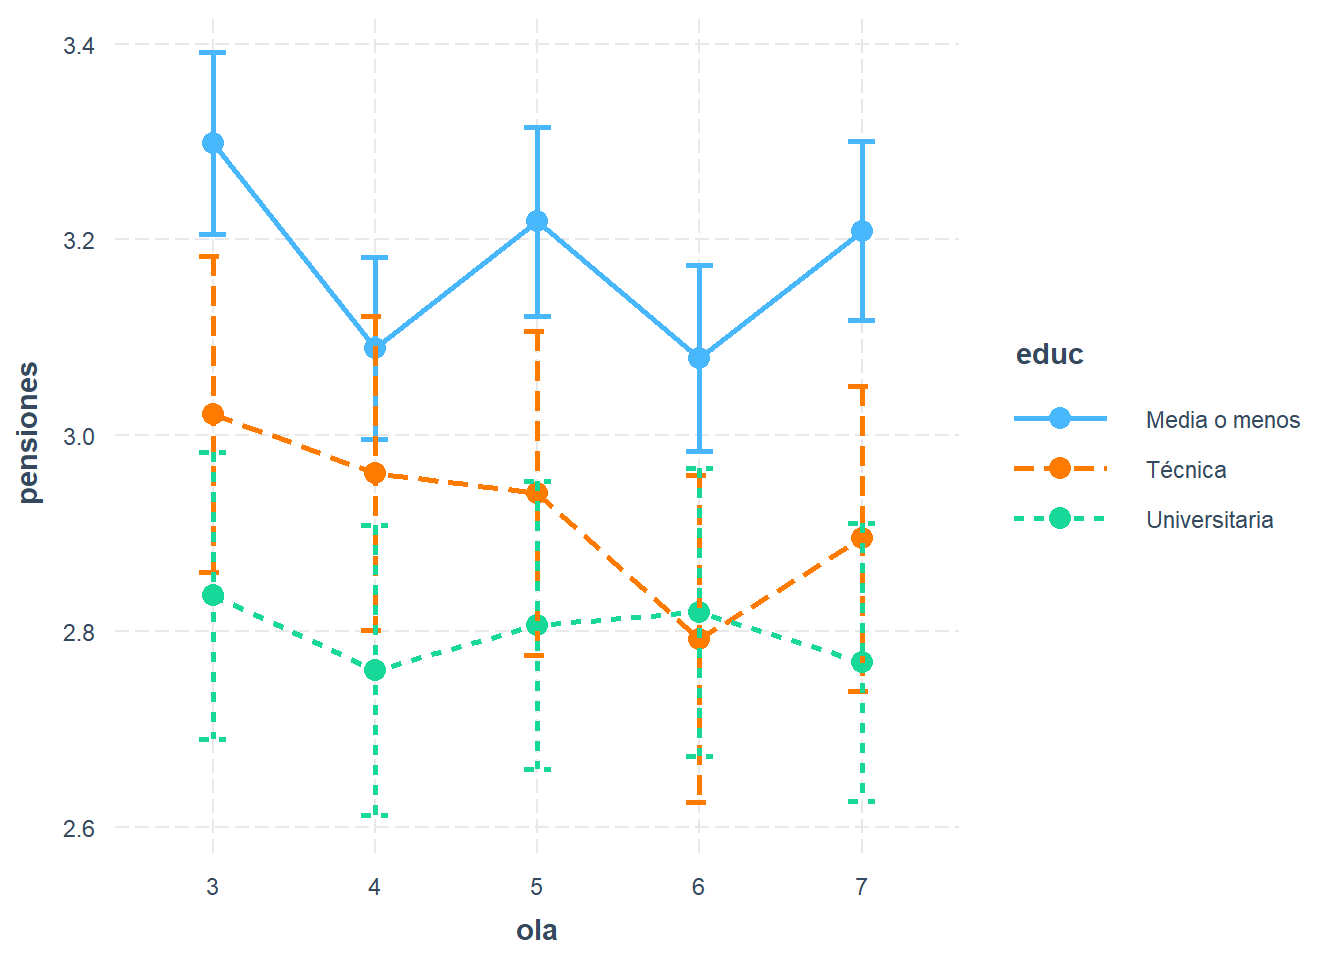 3.4
3.2
3.0
2.8
2.6
pensiones
3 4 5 6 7
ola
educ
Media o menos
Técnica
Universitaria